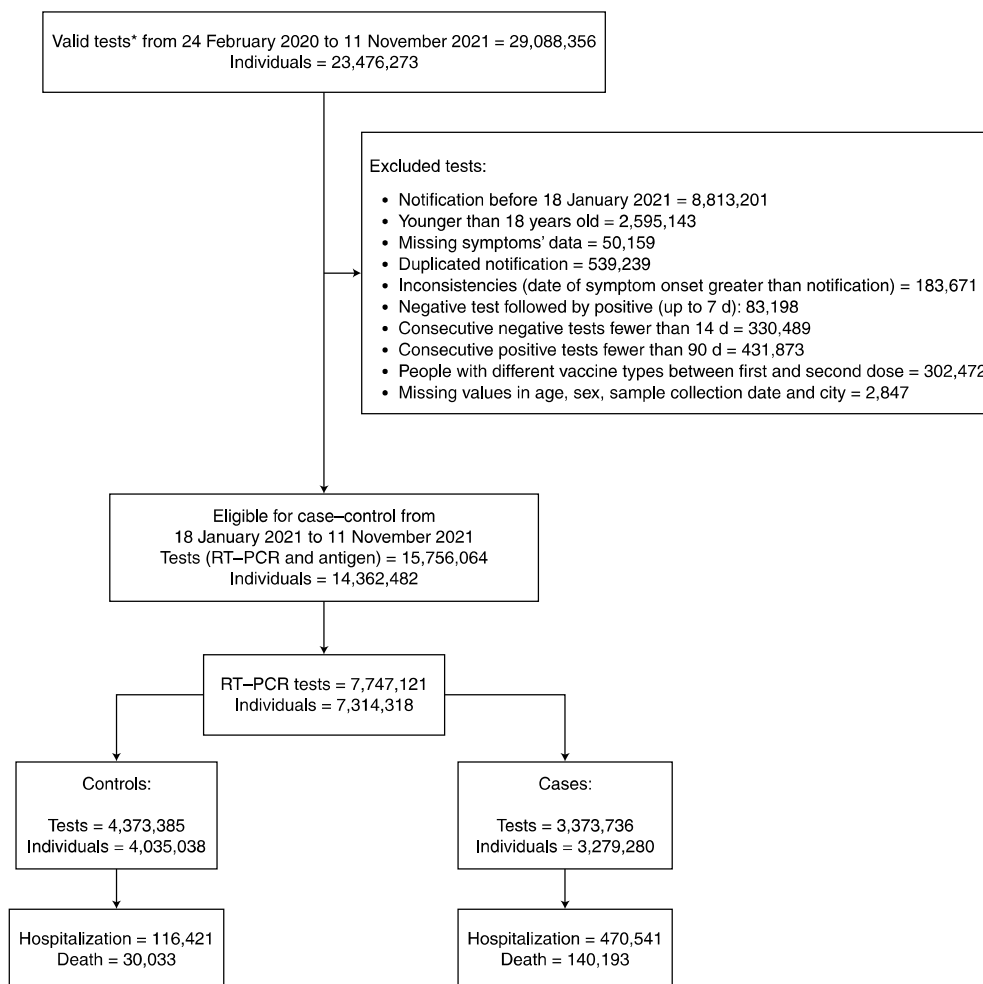 Valid tests* from 24 February 2020 to 11 November 2021 = 29,088,356
Individuals = 23,476,273
Excluded tests:
• Notification before 18 January 2021 = 8,813,201
• Younger than 18 years old = 2,595,143
• Missing symptoms' data = 50,159
• Duplicated notification = 539,239
• Inconsistencies (date of symptom onset greater than notification) = 183,671
• Negative test followed by positive (up to 7 d): 83,198
• Consecutive negative tests fewer than 14 d = 330,489
• Consecutive positive tests fewer than 90 d = 431,873
• People with different vaccine types between first and second dose = 302,472
• Missing values in age, sex, sample collection date and city = 2,847
Eligible for case–control from
18 January 2021 to 11 November 2021
Tests (RT–PCR and antigen) = 15,756,064
Individuals = 14,362,482
RT–PCR tests = 7,747,121
Individuals = 7,314,318
Controls:
Tests = 4,373,385
Individuals = 4,035,038
Cases:
Tests = 3,373,736
Individuals = 3,279,280
Hospitalization = 116,421
Death = 30,033
Hospitalization = 470,541
Death = 140,193